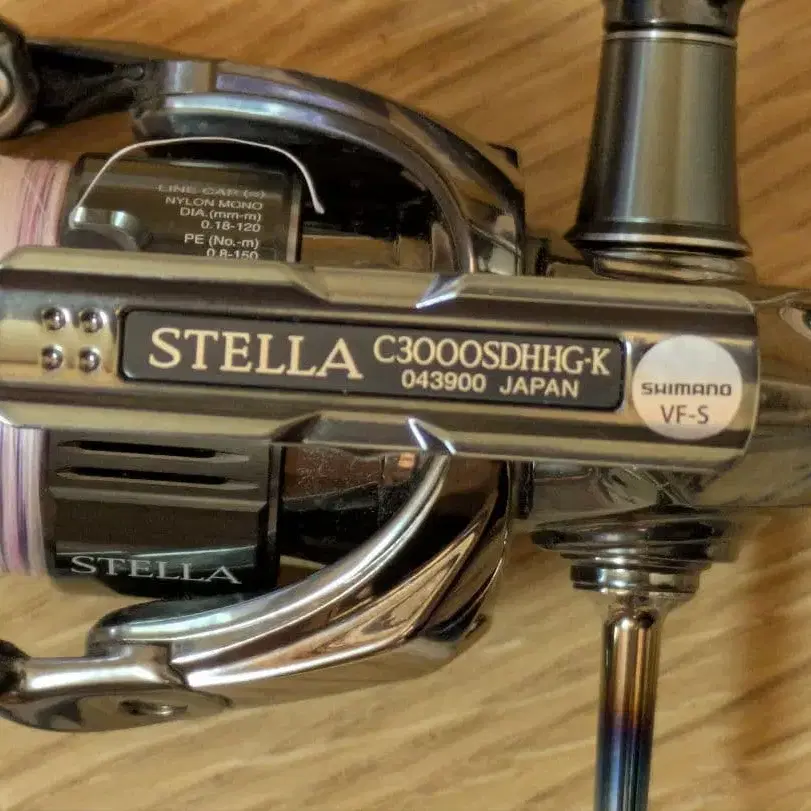 LINE CAP (∞)
NYLON MONO
DIA.(mm-m)
0.18-120
PE (No.-m)
0.8-150
STELLA C3000SDHHG-K
043900 JAPAN
SHIMANO
VF-S
STELLA